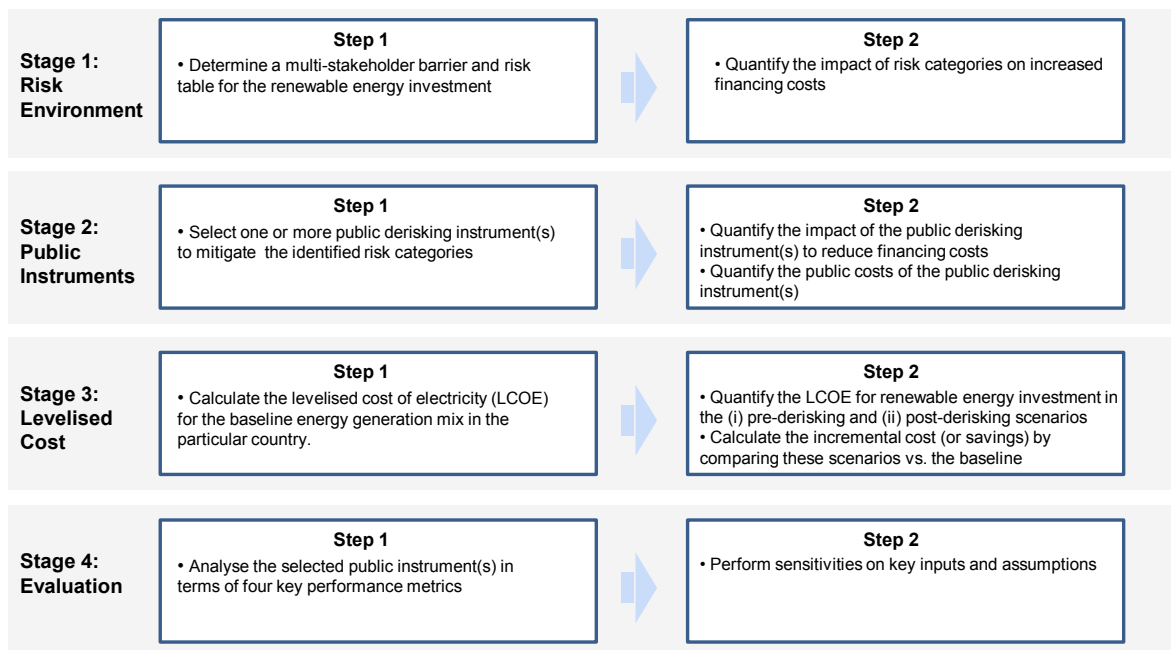 Stage 1:
Risk
Environment
Step 1
• Determine a multi-stakeholder barrier and risk
table for the renewable energy investment
Step 2
• Quantify the impact of risk categories on increased
financing costs
Stage 2:
Public
Instruments
Step 1
• Select one or more public derisking instrument(s)
to mitigate the identified risk categories
Step 2
• Quantify the impact of the public derisking
instrument(s) to reduce financing costs
• Quantify the public costs of the public derisking
instrument(s)
Stage 3:
Levelised
Cost
Step 1
• Calculate the levelised cost of electricity (LCOE)
for the baseline energy generation mix in the
particular country.
Step 2
• Quantify the LCOE for renewable energy investment in
the (i) pre-derisking and (ii) post-derisking scenarios
• Calculate the incremental cost (or savings) by
comparing these scenarios vs. the baseline
Stage 4:
Evaluation
Step 1
• Analyse the selected public instrument(s) in
terms of four key performance metrics
Step 2
• Perform sensitivities on key inputs and assumptions